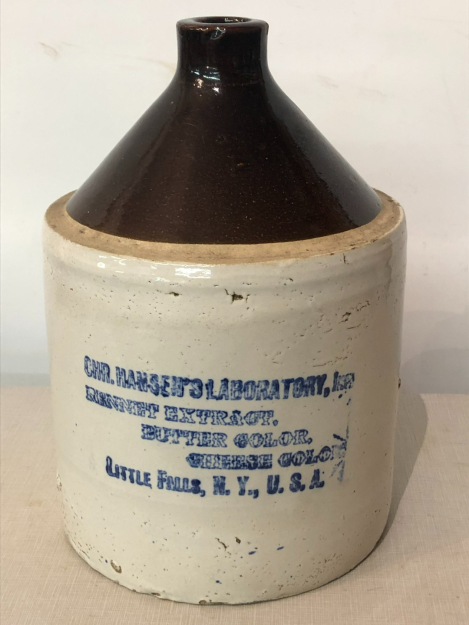 CHR. HANSEN'S LABORATORY, INC
RENNET EXTRACT.
BUTTER COLOR.
CHEESE COLOR
LITTLE FALLS, N. Y., U. S. A.